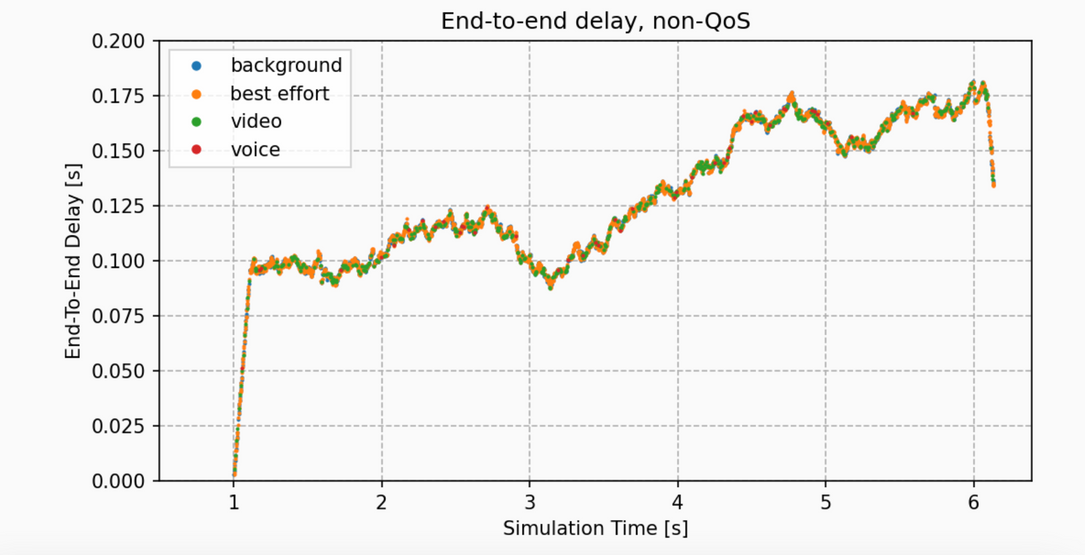 End-to-end delay, non-QoS
0.200
0.175
0.150
0.125
0.100
0.075
0.050
0.025
0.000
End-To-End Delay [s]
background
best effort
video
voice
1 2 3 4 5 6
Simulation Time [s]